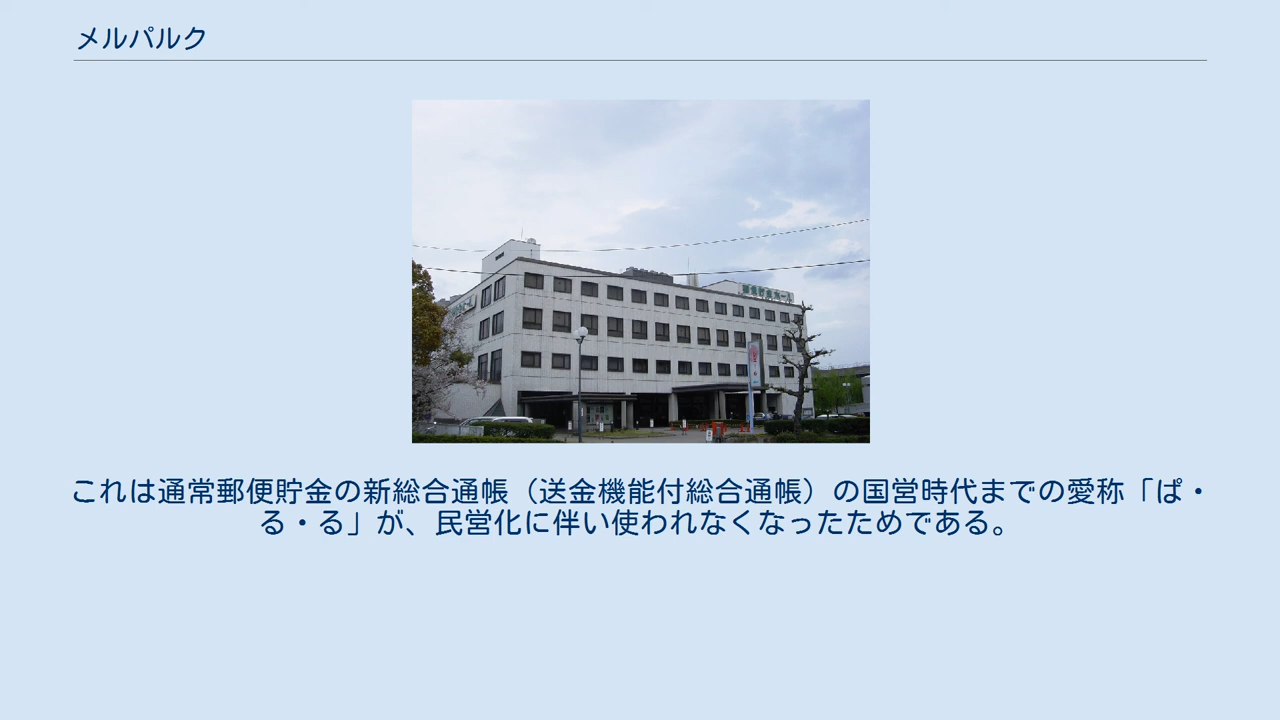 メルパルク
これは通常郵便貯金の新総合通帳（送金機能付総合通帳）の国営時代までの愛称「ぱ・
る・る」が、民営化に伴い使われなくなったためである。